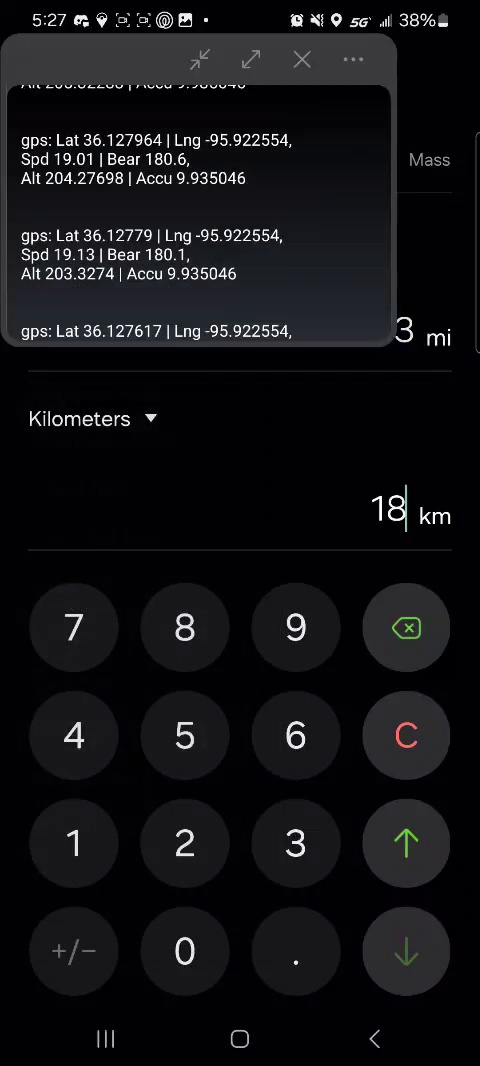 5:27
5G
38%
Alt 203.32288 | Accu 9.936046
gps: Lat 36.127964 | Lng -95.922554,
Spd 19.01 | Bear 180.6,
Alt 204.27698 | Accu 9.935046
Mass
gps: Lat 36.12779 | Lng -95.922554,
Spd 19.13 | Bear 180.1,
Alt 203.3274 | Accu 9.935046
gps: Lat 36.127617 | Lng -95.922554,
3 mi
Kilometers
18 km
7 8 9
4 5 6 C
1 2 3
+/− 0 .